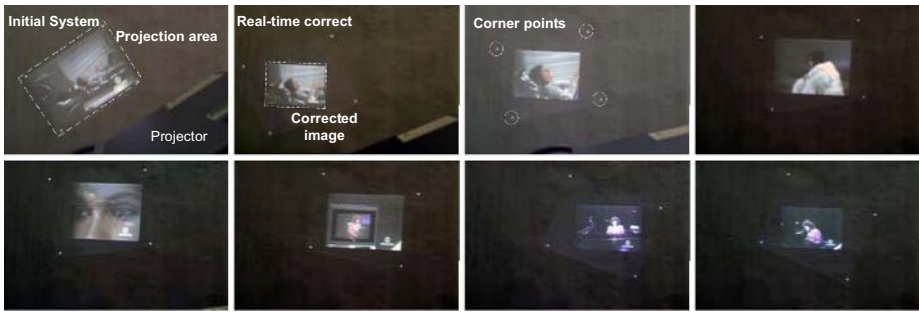 Initial System
Projection area
Projector
Real-time correct
Corrected
image
Corner points